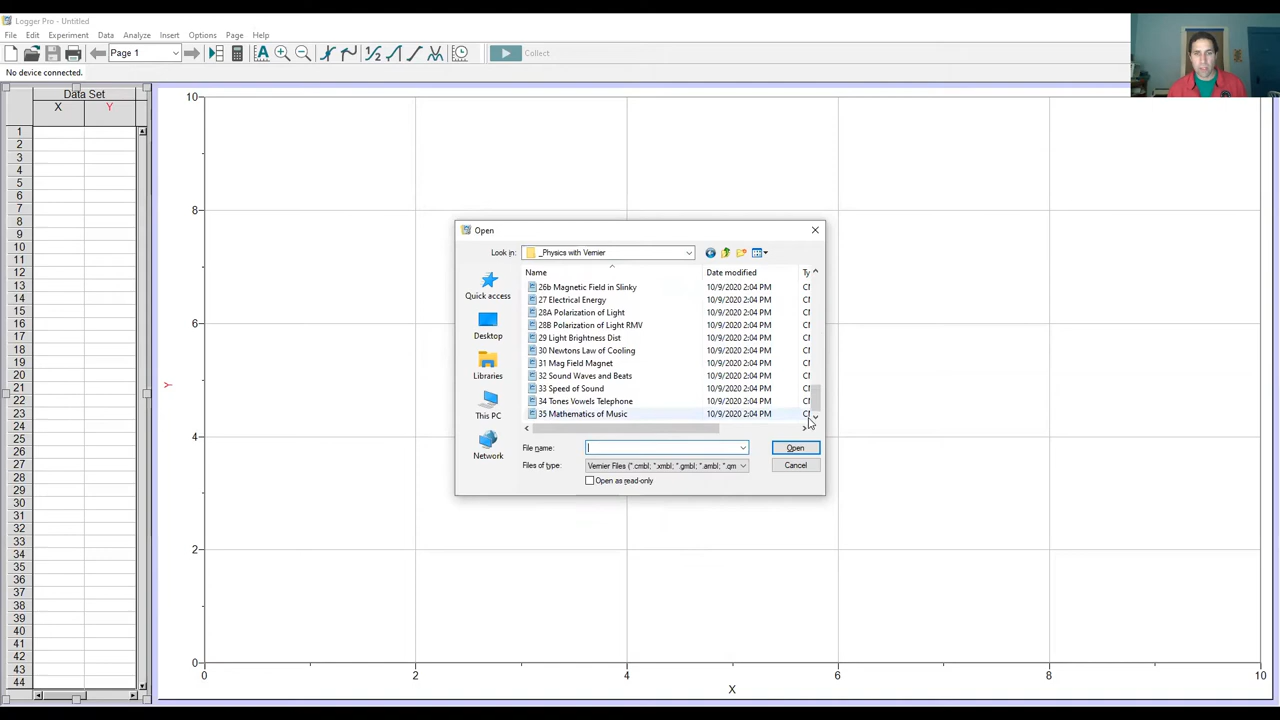 Logger Pro - Untitled
File Edit Experiment Data Analyze Insert Options Page Help
Page 1
Collect
No device connected.
Data Set
X Y
1
2
3
4
5
6
7
8
9
10
11
12
13
14
15
16
17
18
19
20
21
22
23
24
25
26
27
28
29
30
31
32
33
34
35
36
37
38
39
40
41
42
43
44
10
8
6
4
2
0
Y
0 2 4 6 8 10
X
Open
Look in: _Physics with Vernier
Name Date modified Ty
26b Magnetic Field in Slinky 10/9/2020 2:04 PM
27 Electrical Energy 10/9/2020 2:04 PM
28A Polarization of Light 10/9/2020 2:04 PM
28B Polarization of Light RMV 10/9/2020 2:04 PM
29 Light Brightness Dist 10/9/2020 2:04 PM
30 Newtons Law of Cooling 10/9/2020 2:04 PM
31 Mag Field Magnet 10/9/2020 2:04 PM
32 Sound Waves and Beats 10/9/2020 2:04 PM
33 Speed of Sound 10/9/2020 2:04 PM
34 Tones Vowels Telephone 10/9/2020 2:04 PM
35 Mathematics of Music 10/9/2020 2:04 PM
Quick access
Desktop
Libraries
This PC
Network
File name:
Open
Files of type: Vernier Files (*.cmbl; *.xmbl; *.gmbl; *.ambl; *.qm
Cancel
Open as read-only